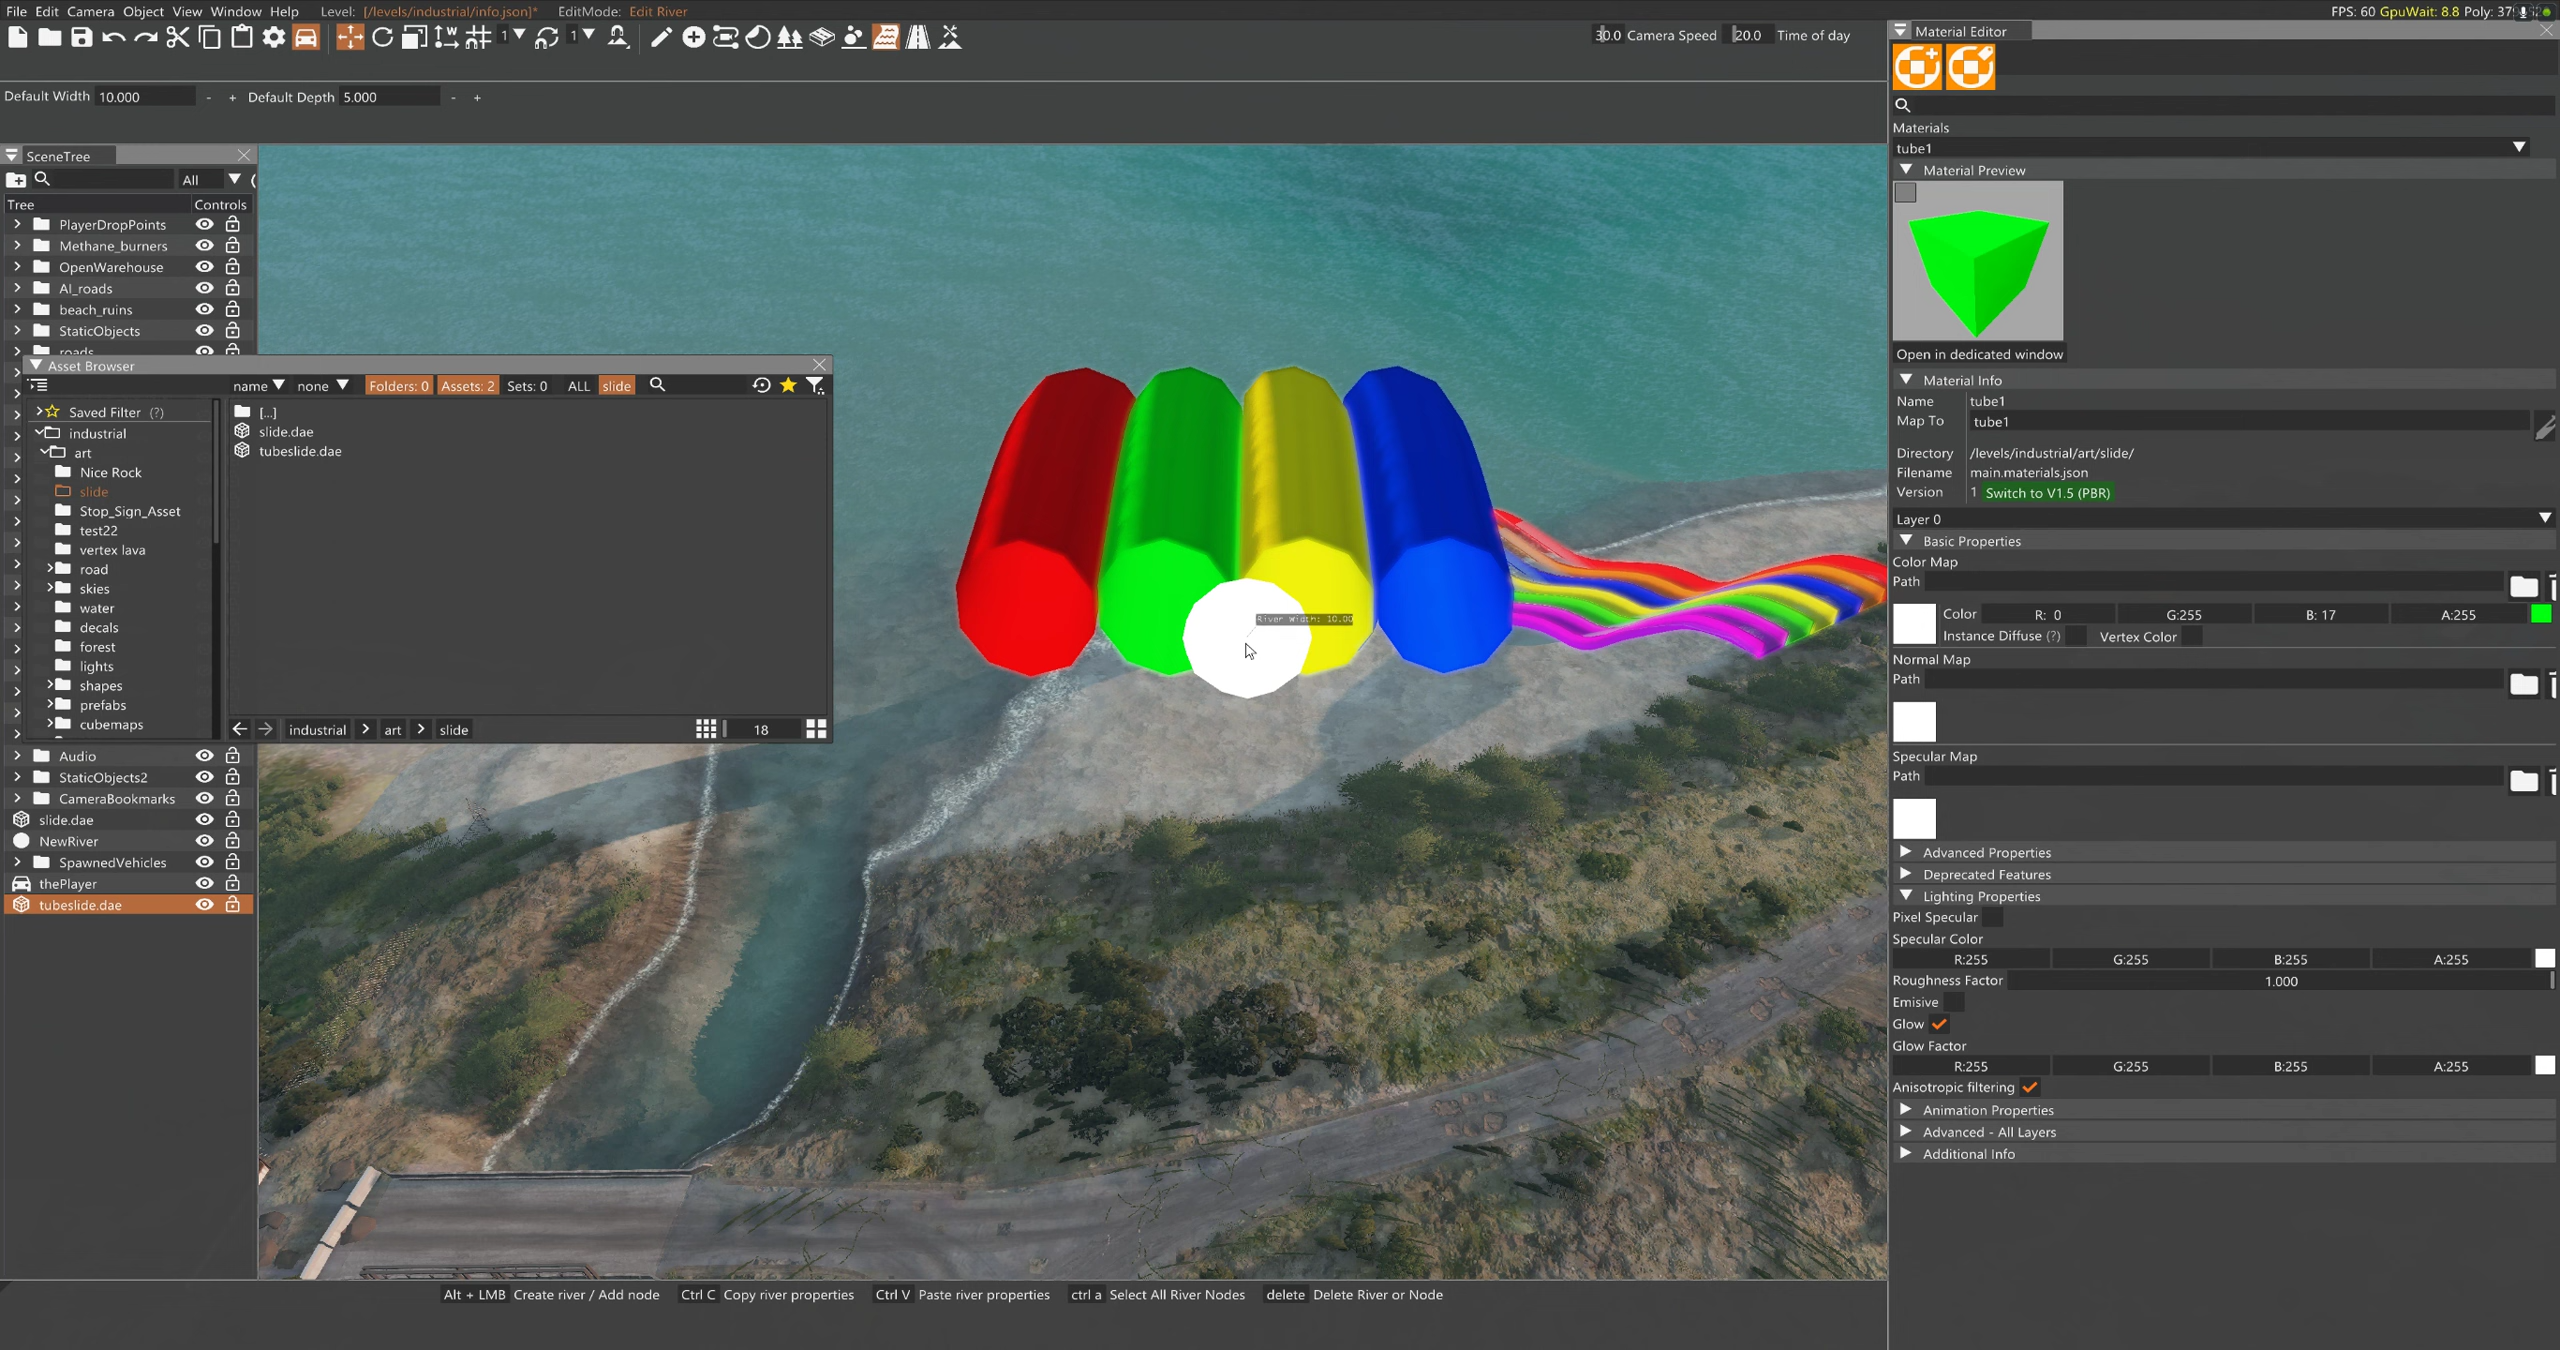 File Edit Camera Object View Window Help Level: [/levels/industrial/info.json]* EditMode: Edit River
FPS: 60 GpuWait: 8.8 Poly:
1 1
30.0 Camera Speed 20.0 Time of day
Default Width 10.000 - + Default Depth 5.000 - +
SceneTree
All
Tree Controls
PlayerDropPoints
Methane_burners
OpenWarehouse
AI_roads
beach_ruins
StaticObjects
roads
Asset Browser
name none Folders: 0 Assets: 2 Sets: 0 ALL slide
Saved Filter (?)
industrial
art
Nice Rock
slide
Stop_Sign_Asset
test22
vertex lava
road
skies
water
decals
forest
lights
shapes
prefabs
cubemaps
[...]
slide.dae
tubeslide.dae
industrial > art > slide
18
Audio
StaticObjects2
CameraBookmarks
slide.dae
NewRiver
SpawnedVehicles
thePlayer
tubeslide.dae
River Width: 10.00
Alt + LMB Create river / Add node Ctrl C Copy river properties Ctrl V Paste river properties ctrl a Select All River Nodes delete Delete River or Node
Material Editor
Materials
tube1
Material Preview
Open in dedicated window
Material Info
Name tube1
Map To tube1
Directory /levels/industrial/art/slide/
Filename main.materials.json
Version 1 Switch to V1.5 (PBR)
Layer 0
Basic Properties
Color Map
Path
Color R: 0 G:255 B: 17 A:255
Instance Diffuse (?) Vertex Color
Normal Map
Path
Specular Map
Path
Advanced Properties
Deprecated Features
Lighting Properties
Pixel Specular
Specular Color
R:255 G:255 B:255 A:255
Roughness Factor 1.000
Emisive
Glow
Glow Factor
R:255 G:255 B:255 A:255
Anisotropic filtering
Animation Properties
Advanced - All Layers
Additional Info